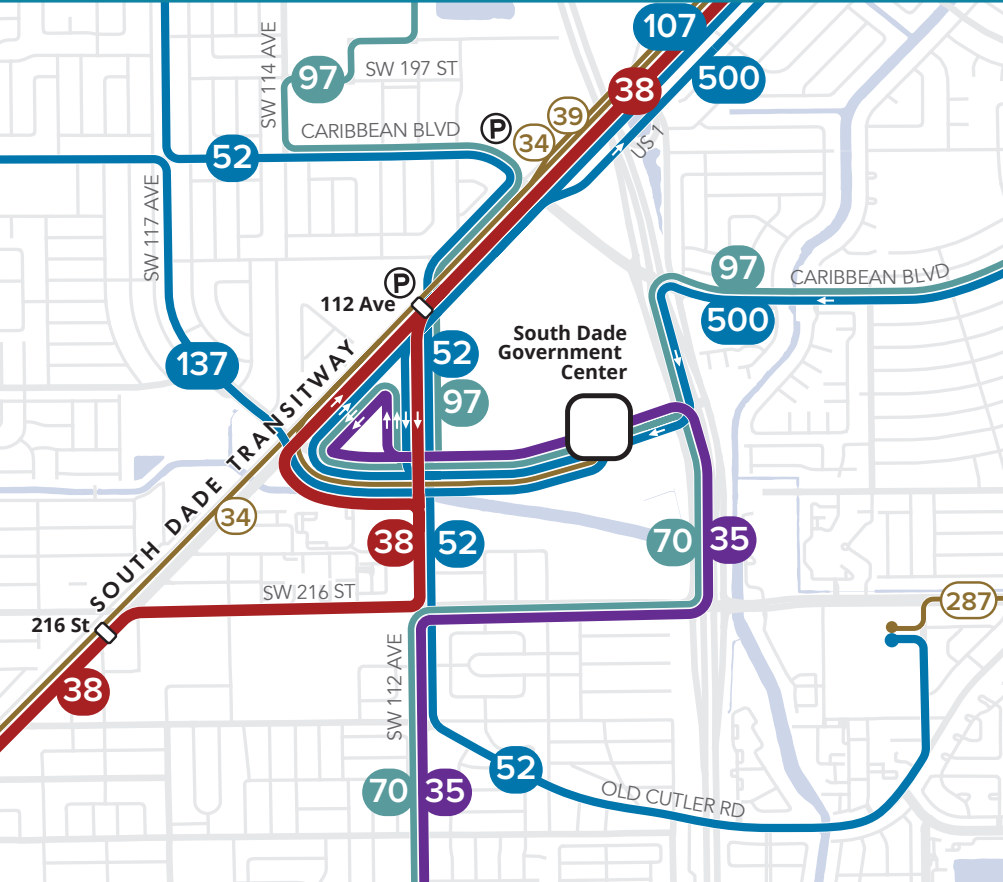 107
SW 114 AVE
97
SW 197 ST
38
500
39
CARIBBEAN BLVD
P
34
US 1
52
SW 117 AVE
97
CARIBBEAN BLVD
P
112 Ave
500
South Dade
Government
Center
52
137
97
SOUTH DADE TRANSITWAY
34
38
52
70
35
SW 216 ST
287
216 St
SW 112 AVE
38
52
70
35
OLD CUTLER RD